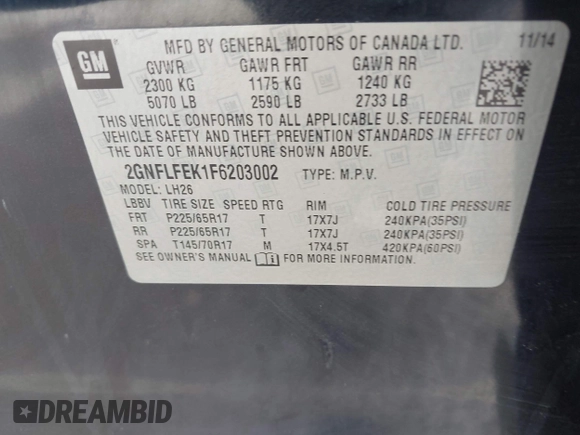 GM
MFD BY GENERAL MOTORS OF CANADA LTD. 11/14
GVWR GAWR FRT GAWR RR
2300 KG 1175 KG 1240 KG
5070 LB 2590 LB 2733 LB
THIS VEHICLE CONFORMS TO ALL APPLICABLE U.S. FEDERAL MOTOR
VEHICLE SAFETY AND THEFT PREVENTION STANDARDS IN EFFECT ON
THE DATE OF MANUFACTURE SHOWN ABOVE.
2GNFLFEK1F6203002 TYPE: M.P.V.
MODEL: LH26
LBBV TIRE SIZE SPEED RTG RIM COLD TIRE PRESSURE
FRT P225/65R17 T 17X7J 240KPA(35PSI)
RR P225/65R17 T 17X7J 240KPA(35PSI)
SPA T145/70R17 M 17X4.5T 420KPA(60PSI)
SEE OWNER'S MANUAL FOR MORE INFORMATION.
DREAMBID